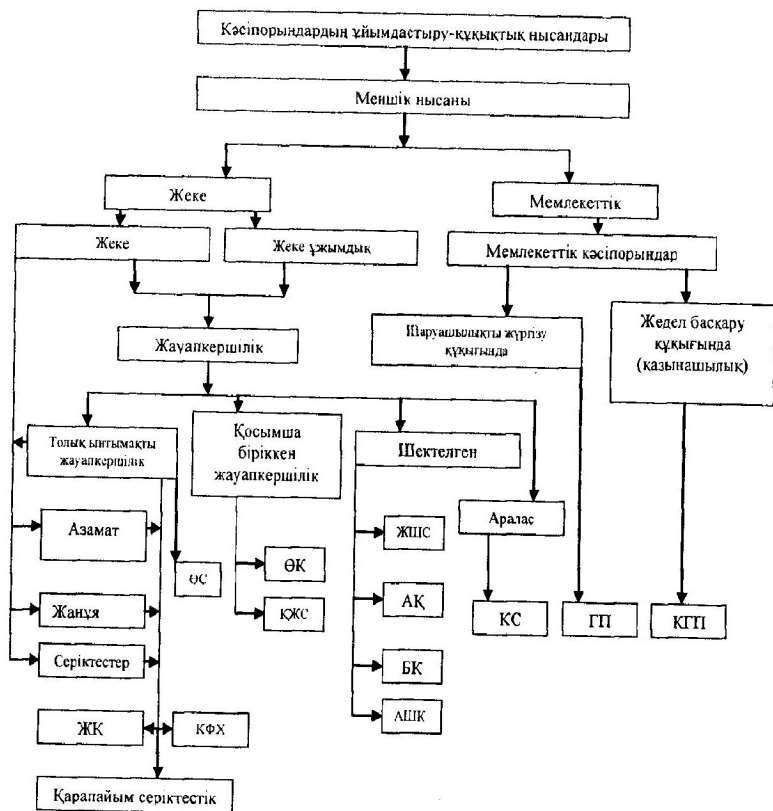 Кәсіпорындардың ұйымдастыру-құқықтық нысандары
Меншік нысаны
Жеке
Мемлекеттік
Жеке
Жеке ұжымдық
Мемлекеттік кәсіпорындар
Жауапкершілік
Шаруашылықты жүргізу
құқығында
Жедел басқару
құқығында
(қазынашылық)
Толық ынтымақты
жауапкершілік
Қосымша
біріккен
жауапкершілік
Шектелген
Аралас
Азамат
ӨС
ӨК
ЖШС
Жанұя
ҚЖС
АҚ
КС
ГП
КГП
Серіктестер
БК
ЖК
КФХ
АШК
Қарапайым серіктестік